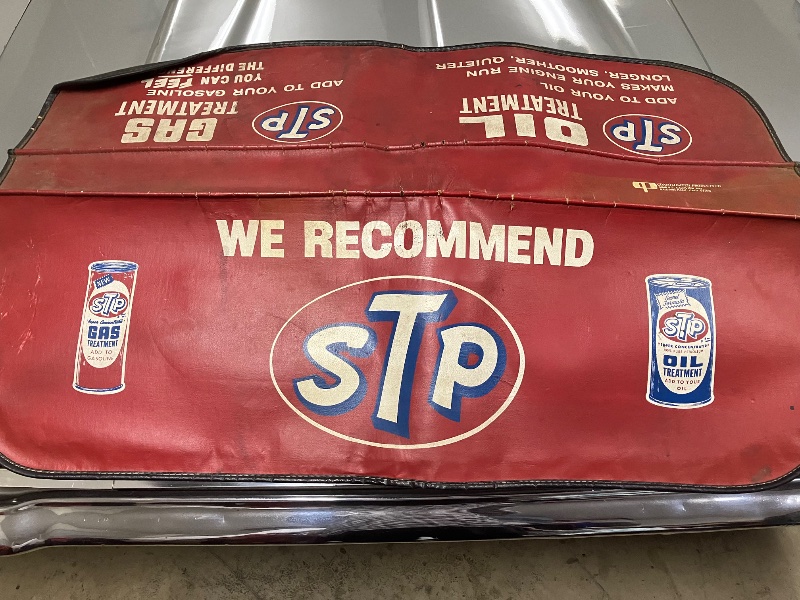 WE RECOMMEND
STP
NEW
STP
GAS
TREATMENT
ADD TO
GASOLINE
STP
OIL
TREATMENT
ADD TO YOUR
OIL
STP
OIL
TREATMENT
ADD TO YOUR OIL
MAKES YOUR ENGINE RUN
LONGER, SMOOTHER, QUIETER
STP
GAS
TREATMENT
ADD TO YOUR GASOLINE
YOU CAN FEEL
THE DIFFERE